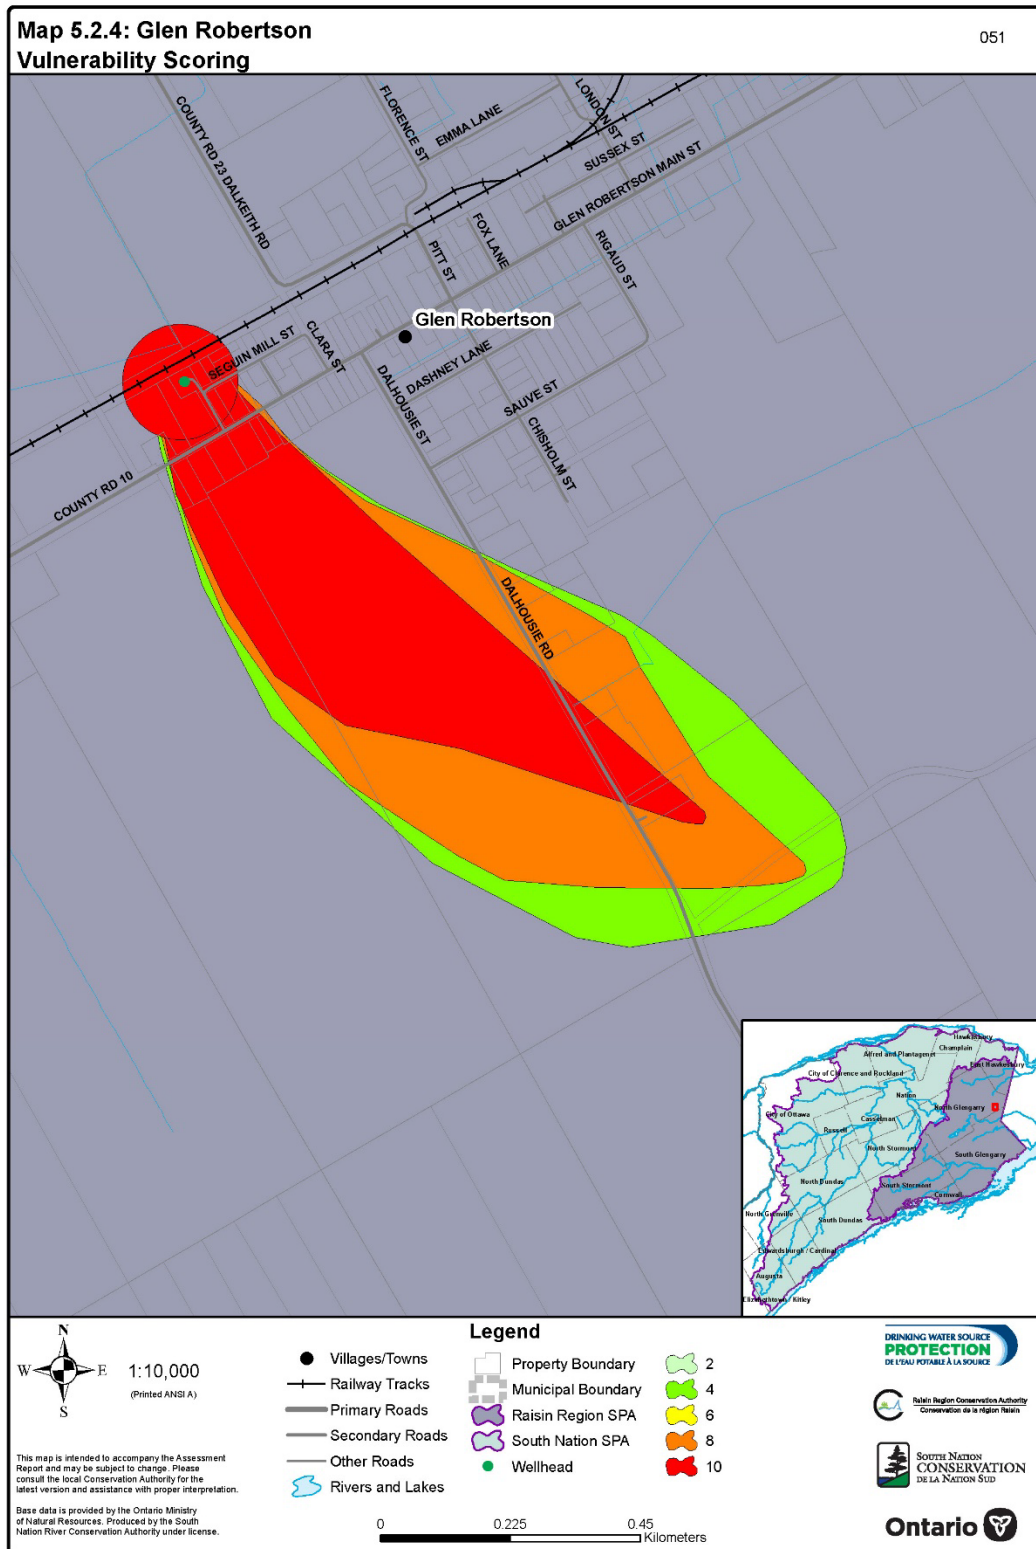 Map 5.2.4: Glen Robertson
Vulnerability Scoring
051
COUNTY RD 23 DALKEITH RD
FLORENCE ST
EMMA LANE
LONDON ST
SUSSEX ST
GLEN ROBERTSON MAIN ST
FOX LANE
PITT ST
RIGAUD ST
Glen Robertson
SEGUIN MILL ST
CLARA ST
DASHNEY LANE
DALHOUSIE ST
SAUVE ST
CHISHOLM ST
COUNTY RD 10
DALHOUSIE RD
Hawkesbury
Champlain
Alfred and Plantagenet
East Hawkesbury
City of Clarence and Rockland
Nation
City of Ottawa
Casselman
North Glengarry
Russell
North Stormont
South Glengarry
North Dundas
South Stormont
Cornwall
North Grenville
South Dundas
Edwardsburgh / Cardinal
Augusta
Elizabethtown / Kitley
N
W
E
S
1:10,000
(Printed ANSI A)
This map is intended to accompany the Assessment
Report and may be subject to change. Please
consult the local Conservation Authority for the
latest version and assistance with proper interpretation.
Base data is provided by the Ontario Ministry
of Natural Resources. Produced by the South
Nation River Conservation Authority under license.
Legend
Villages/Towns
Railway Tracks
Primary Roads
Secondary Roads
Other Roads
Rivers and Lakes
Property Boundary
Municipal Boundary
Raisin Region SPA
South Nation SPA
Wellhead
2
4
6
8
10
0
0.225
0.45
Kilometers
DRINKING WATER SOURCE
PROTECTION
DE L'EAU POTABLE À LA SOURCE
Raisin Region Conservation Authority
Conservation de la région Raisin
SOUTH NATION
CONSERVATION
DE LA NATION SUD
Ontario